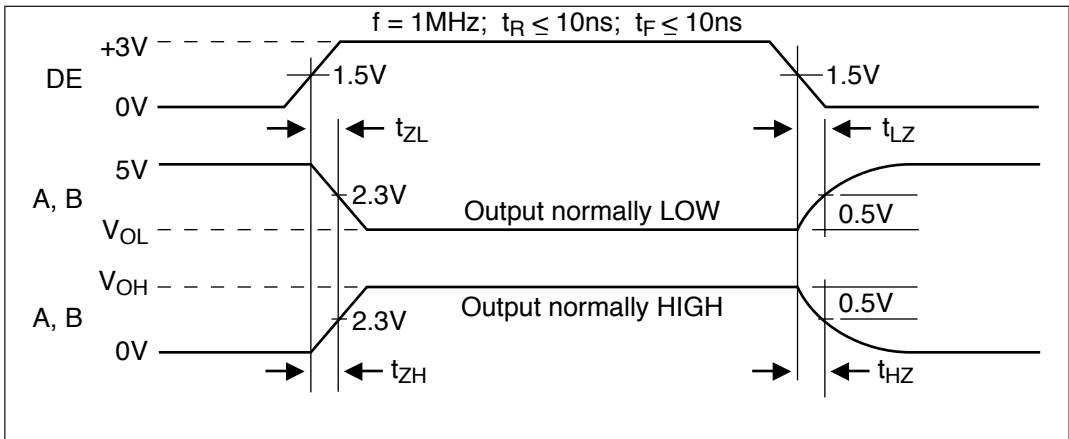 f = 1MHz; tR ≤ 10ns; tF ≤ 10ns
+3V
DE
1.5V
1.5V
0V
tZL
tLZ
5V
A, B
2.3V
Output normally LOW
0.5V
VOL
VOH
A, B
2.3V
Output normally HIGH
0.5V
0V
tZH
tHZ